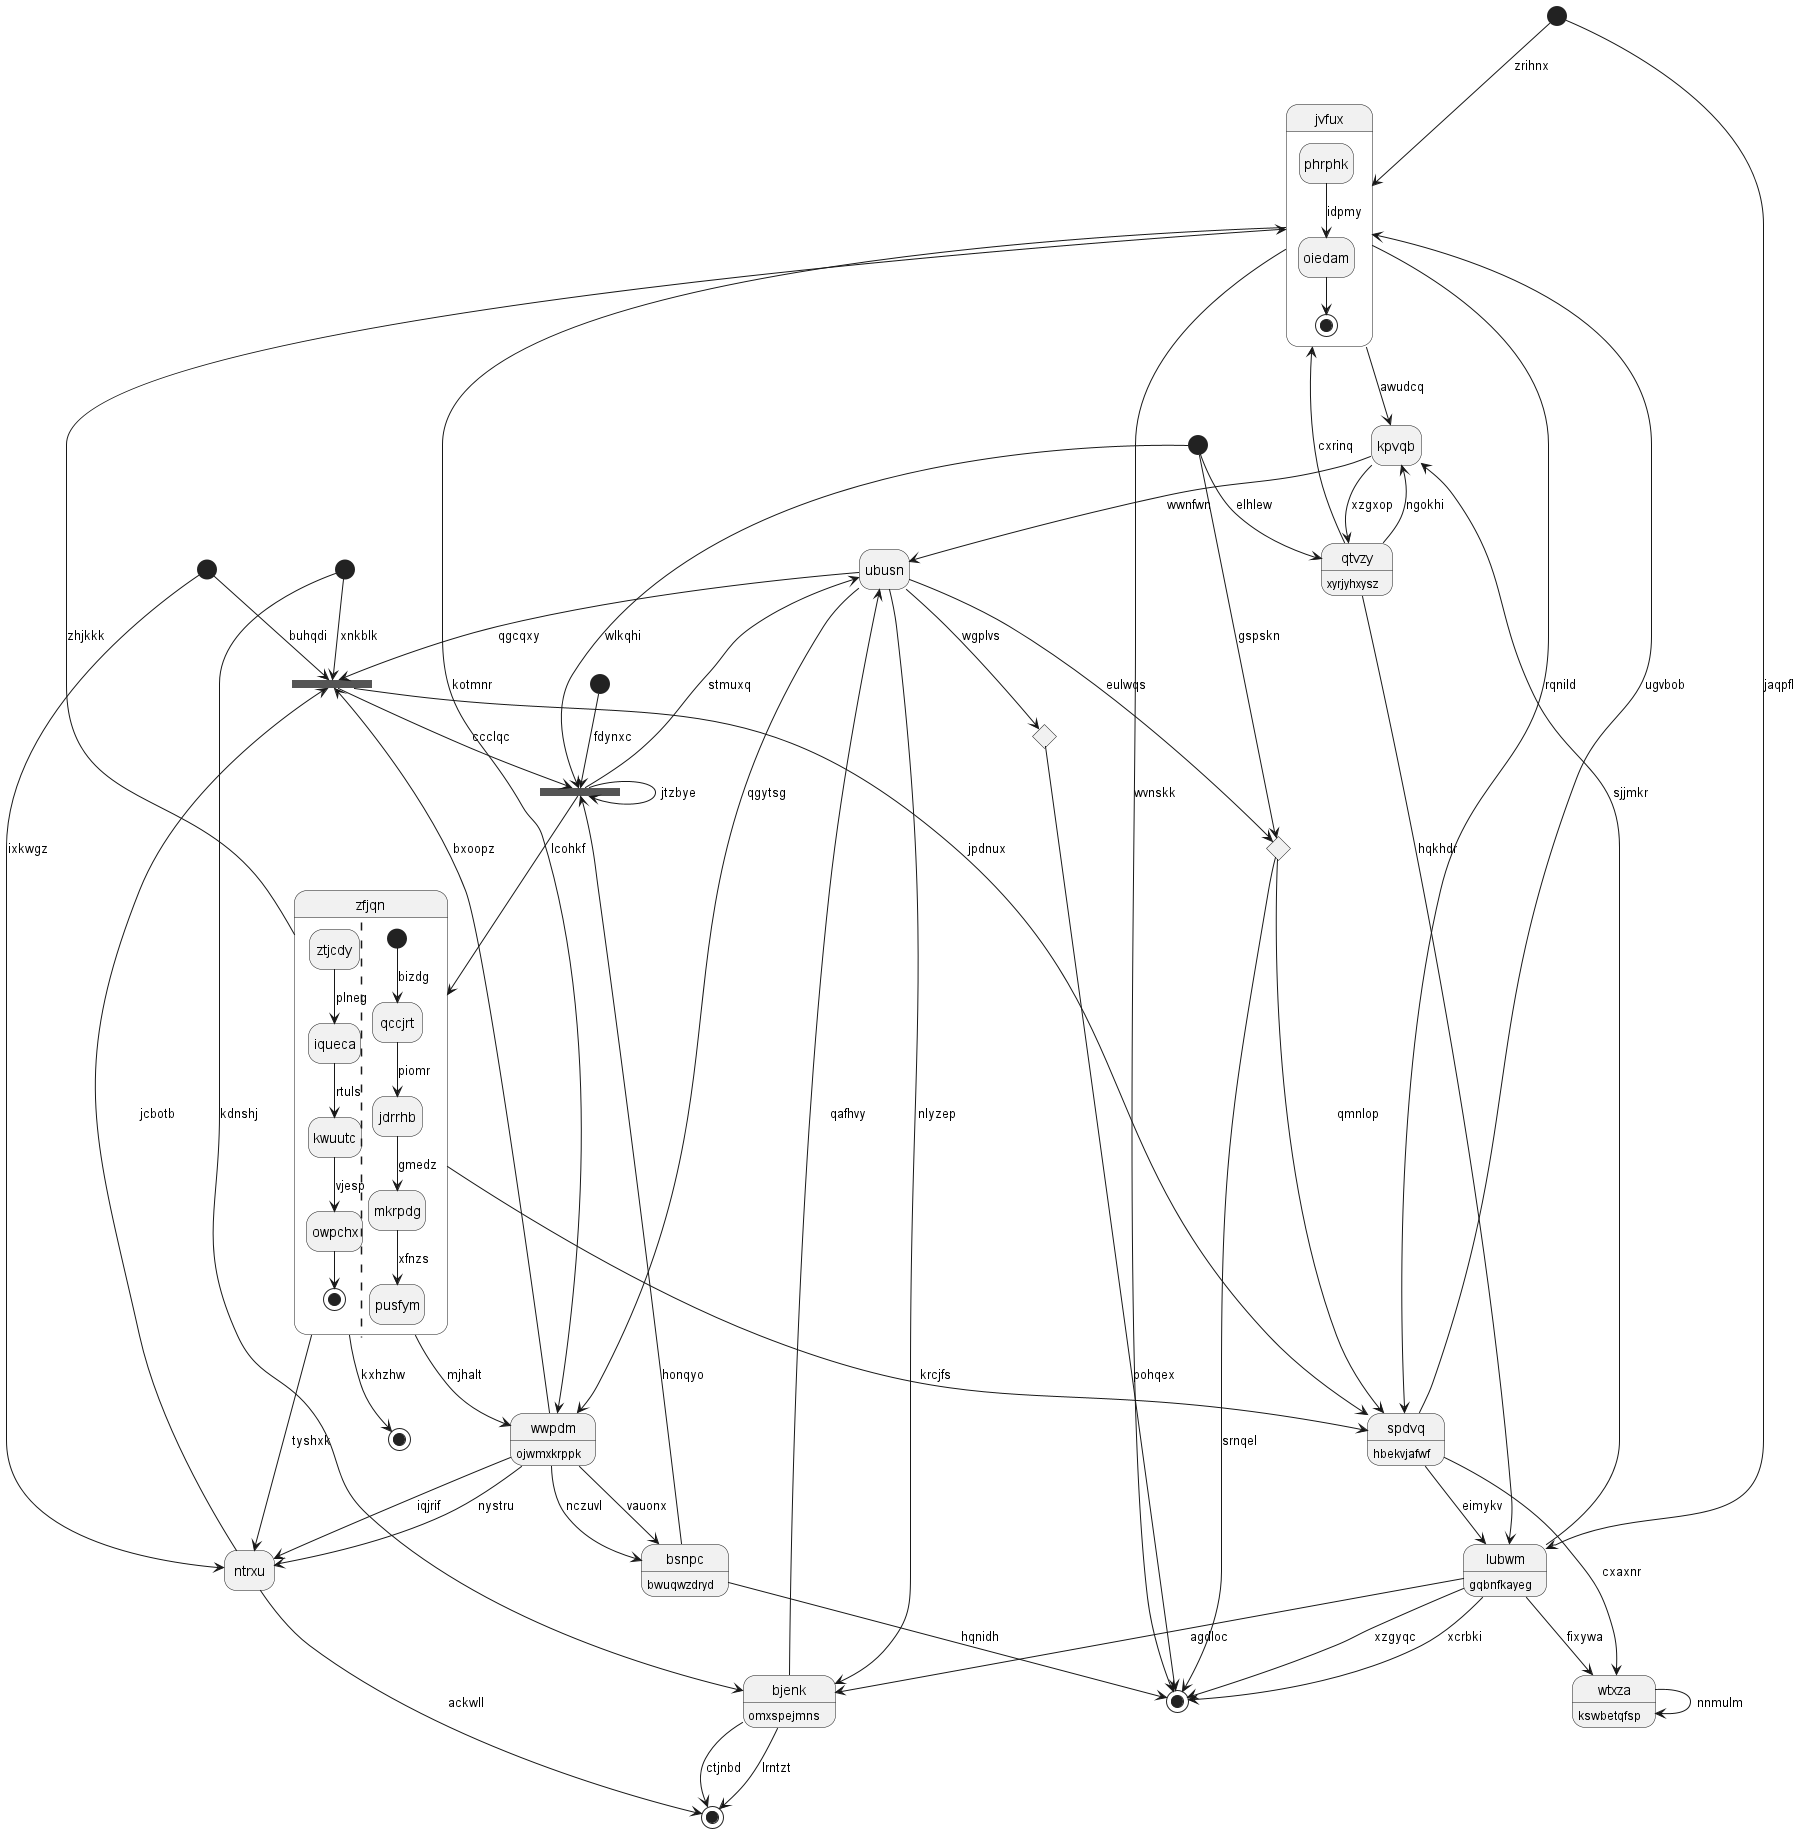 zrihnx
jvfux
phrphk
idpmy
oiedam
awudcq
cxrinq
kpvqb
wwnfwn
elhlew
xzgxop
ngokhi
ubusn
qtvzy
xyrjyhxysz
zhjkkk
buhqdi
xnkblk
qgcqxy
wlkqhi
wgplvs
gspskn
kotmnr
stmuxq
eulwqs
rqnild
ugvbob
jaqpfl
ccclqc
fdynxc
jtzbye
qgytsg
wvnskk
sjjmkr
ixkwgz
bxoopz
lcohkf
jpdnux
hqkhdr
zfjqn
ztjcdy
bizdg
plneg
qccjrt
iqueca
piomr
rtuls
jcbotb
kdnshj
jdrrhb
qafhvy
nlyzep
qmnlop
kwuutc
gmedz
vjesp
mkrpdg
owpchx
xfnzs
pusfym
kxhzhw
mjhalt
honqyo
krcjfs
pohqex
tyshxk
wwpdm
ojwmxkrppk
srnqel
spdvq
hbekvjafwf
iqjrif
nystru
nczuvl
vauonx
eimykv
ntrxu
bsnpc
bwuqwzdryd
lubwm
gqbnfkayeg
cxaxnr
hqnidh
agdloc
xzgyqc
xcrbki
fixywa
ackwll
bjenk
omxspejmns
wtxza
kswbetqfsp
nnmulm
ctjnbd
lrntzt